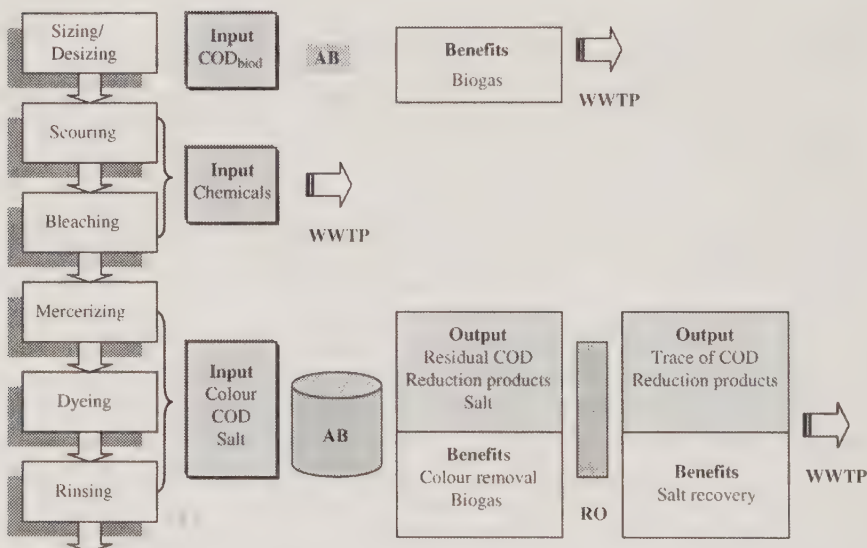 Sizing/
Desizing
Input
COD_biod
AB
Benefits
Biogas
WWTP
Scouring
Bleaching
Input
Chemicals
WWTP
Mercerizing
Dyeing
Rinsing
Input
Colour
COD
Salt
AB
Output
Residual COD
Reduction products
Salt
Benefits
Colour removal
Biogas
RO
Output
Trace of COD
Reduction products
Benefits
Salt recovery
WWTP